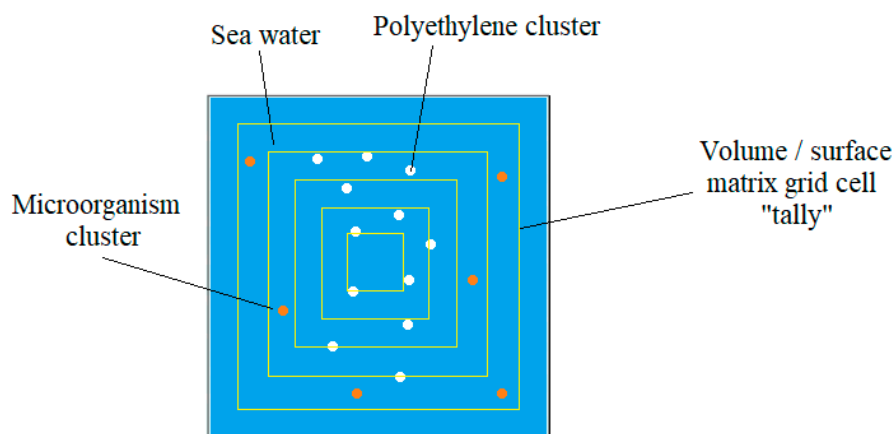 Sea water
Polyethylene cluster
Volume / surface
matrix grid cell
"tally"
Microorganism
cluster